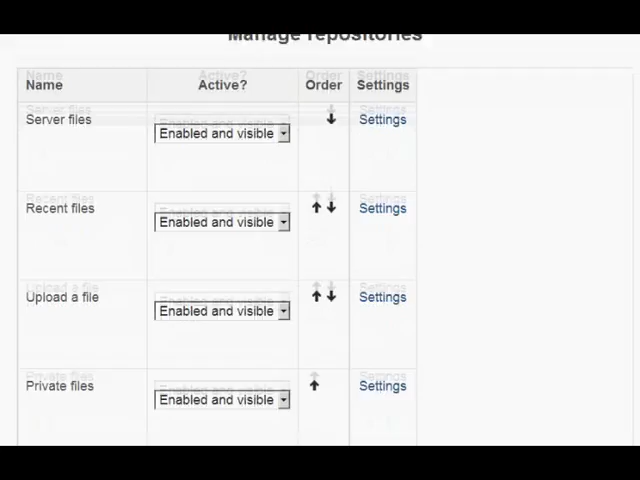 Manage repositories
Name Active? Order Settings
Server files Enabled and visible Settings
Recent files Enabled and visible Settings
Upload a file Enabled and visible Settings
Private files Enabled and visible Settings